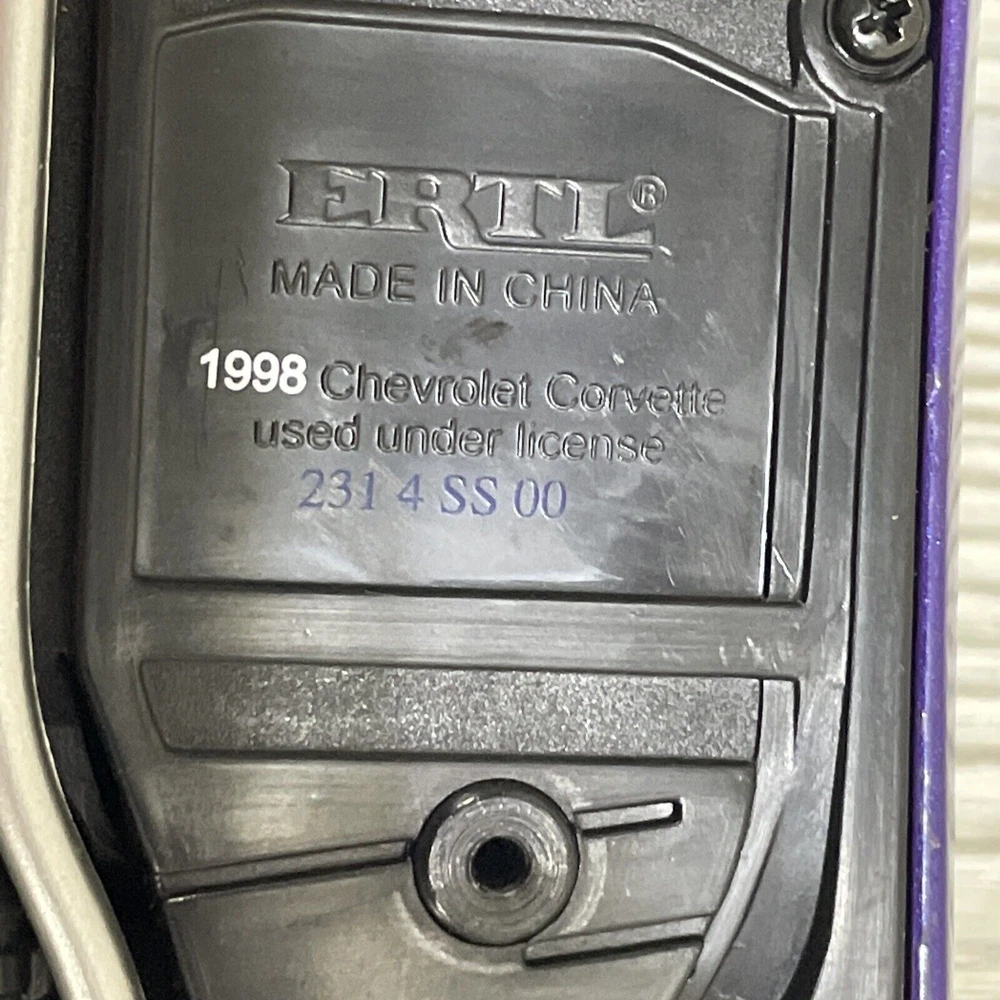 ERTL®
MADE IN CHINA
1998 Chevrolet Corvette
used under license
231 4 SS 00